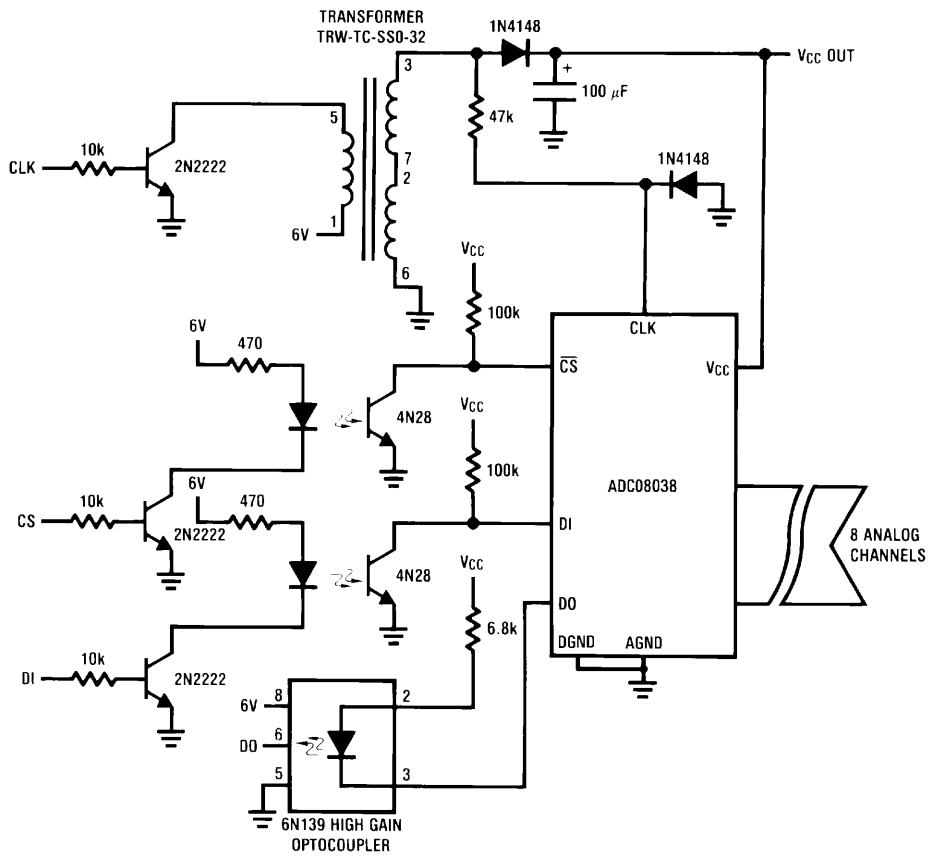 TRANSFORMER
TRW-TC-SSO-32
1N4148
VCC OUT
3
+
100 μF
5
47k
10k
7
1N4148
CLK
2N2222
2
1
6V
6
VCC
100k
CLK
6V
470
CS
VCC
4N28
VCC
100k
ADC08038
10k
6V
470
CS
2N2222
DI
8 ANALOG
CHANNELS
4N28
VCC
DO
6.8k
10k
DGND
AGND
DI
2N2222
8
2
6V
6
DO
5
3
6N139 HIGH GAIN
OPTOCOUPLER